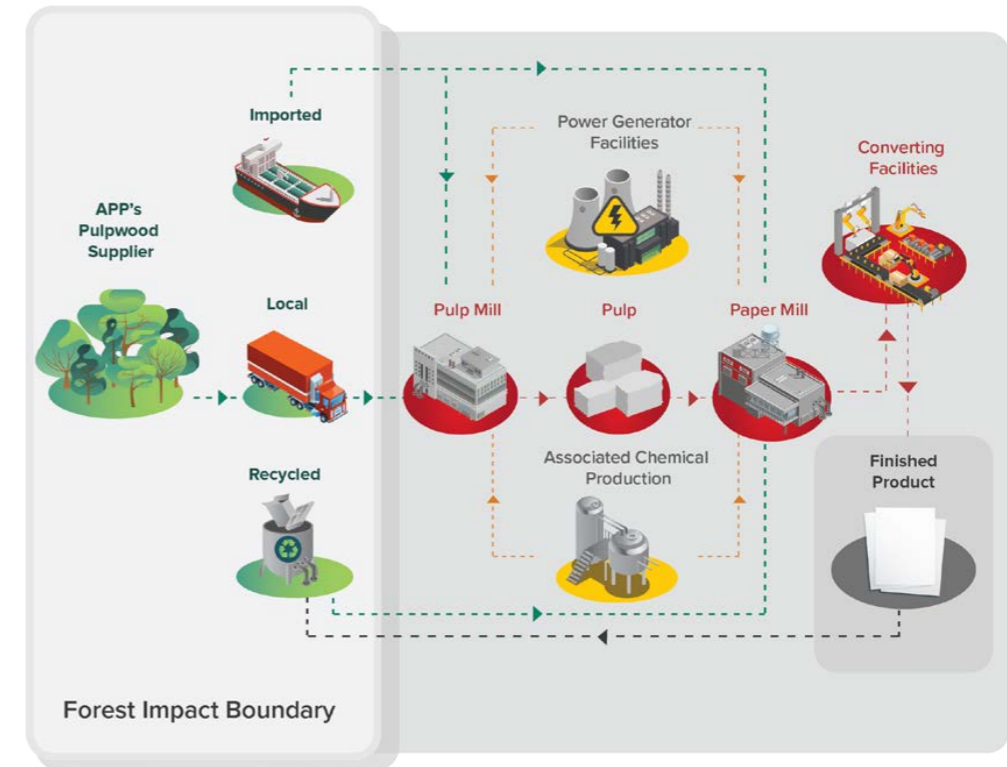 Imported
APP's
Pulpwood
Supplier
Local
Recycled
Forest Impact Boundary
Power Generator
Facilities
Converting
Facilities
Pulp Mill
Pulp
Paper Mill
Associated Chemical
Production
Finished
Product